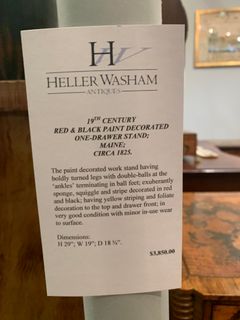 HW
HELLER WASHAM
ANTIQUES
19TH CENTURY
RED & BLACK PAINT DECORATED
ONE-DRAWER STAND;
MAINE;
CIRCA 1825.
The paint decorated work stand having
boldly turned legs with double-balls at the
‘ankles’ terminating in ball feet; exuberantly
sponge, squiggle and stripe decorated in red
and black; having yellow striping and foliate
decoration to the top and drawer front; in
very good condition with minor in-use wear
to surface.
Dimensions:
H 29"; W 19"; D 18 ¾".
$3,850.00